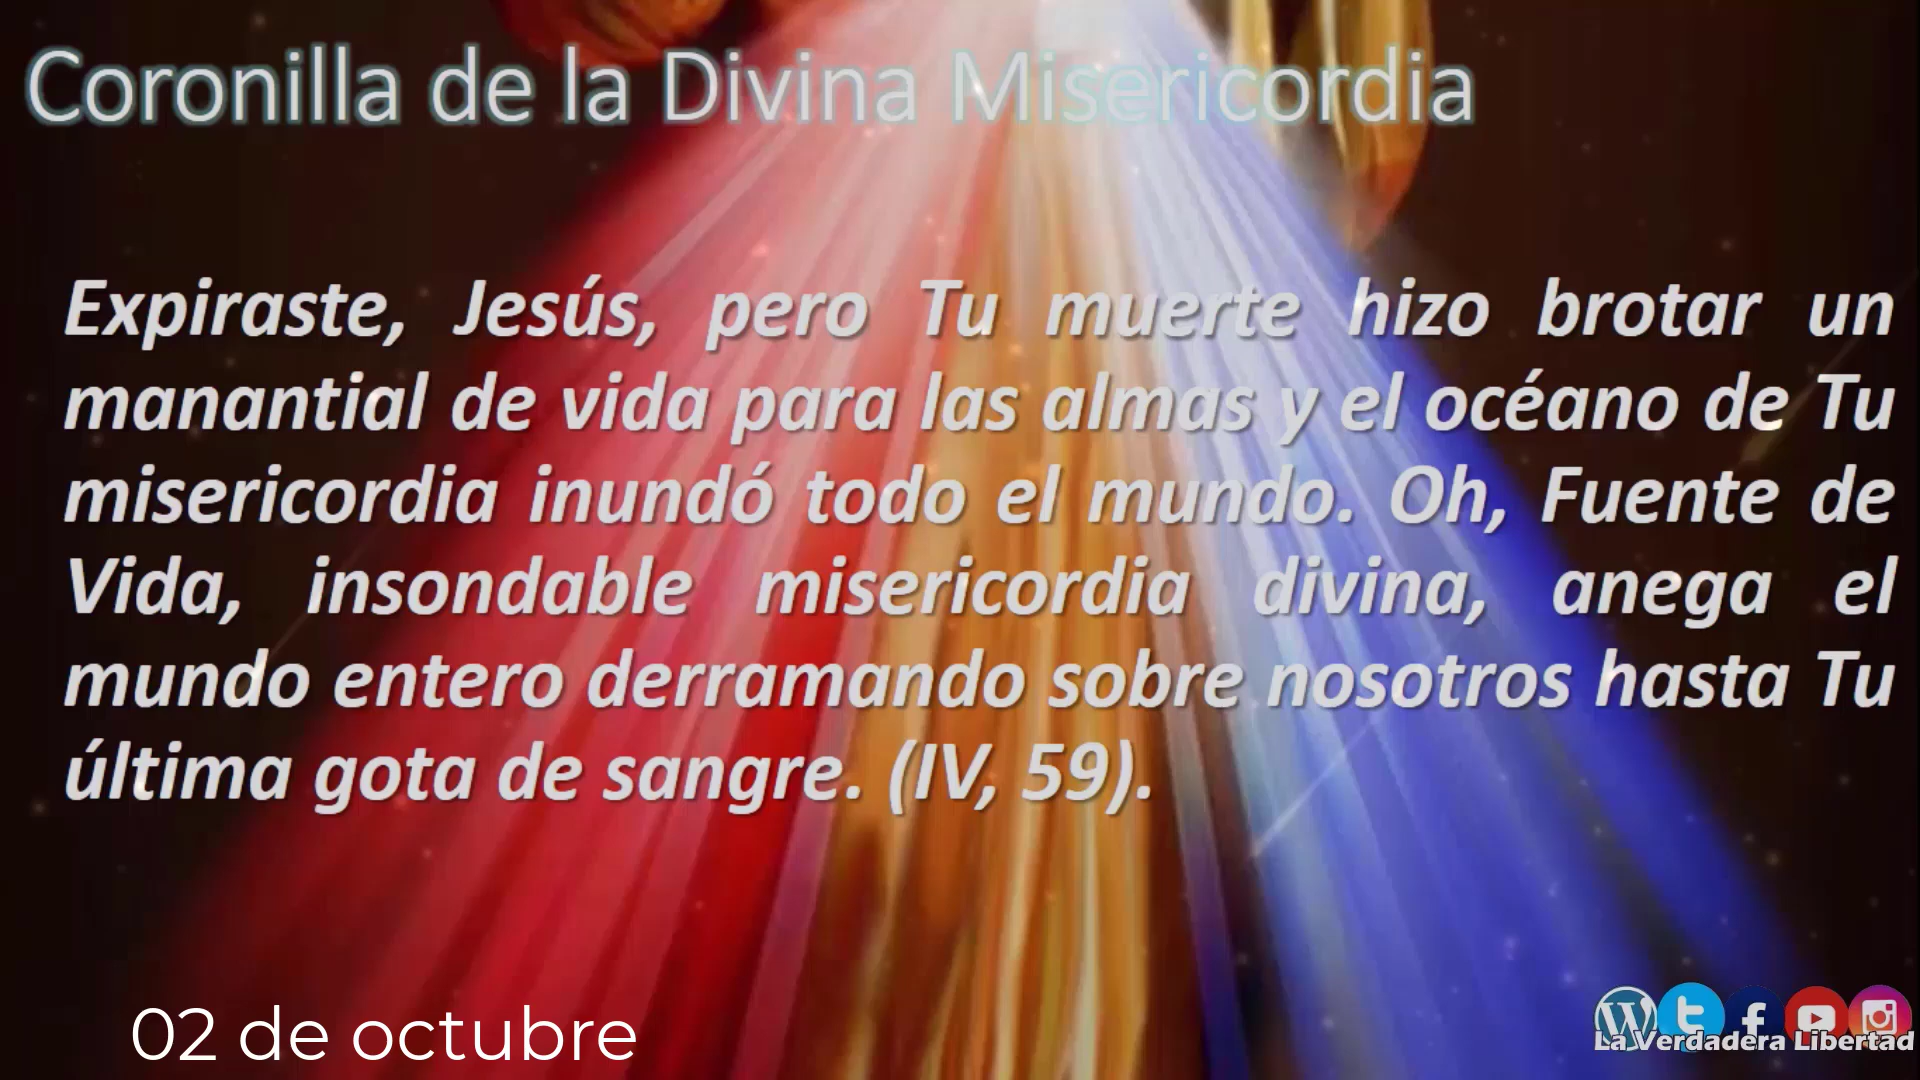 Coronilla de la Divina Misericordia
Expiraste, Jesús, pero Tu muerte hizo brotar un
manantial de vida para las almas y el océano de Tu
misericordia inundó todo el mundo. Oh, Fuente de
Vida, insondable misericordia divina, anega el
mundo entero derramando sobre nosotros hasta Tu
última gota de sangre. (IV, 59).
02 de octubre
La Verdadera Libertad